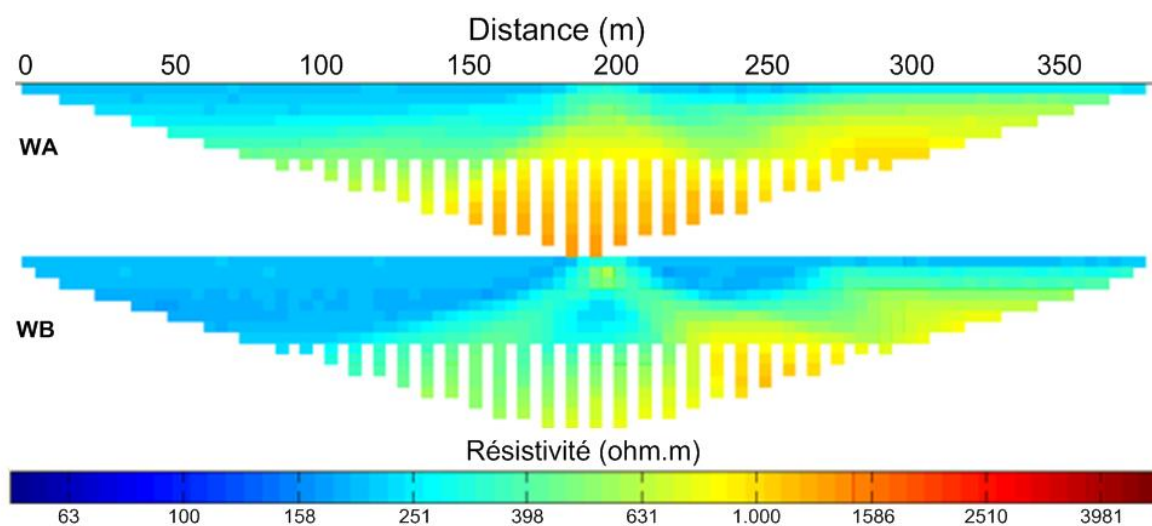 Distance (m)
0 50 100 150 200 250 300 350
WA
WB
Résistivité (ohm.m)
63 100 158 251 398 631 1.000 1586 2510 3981